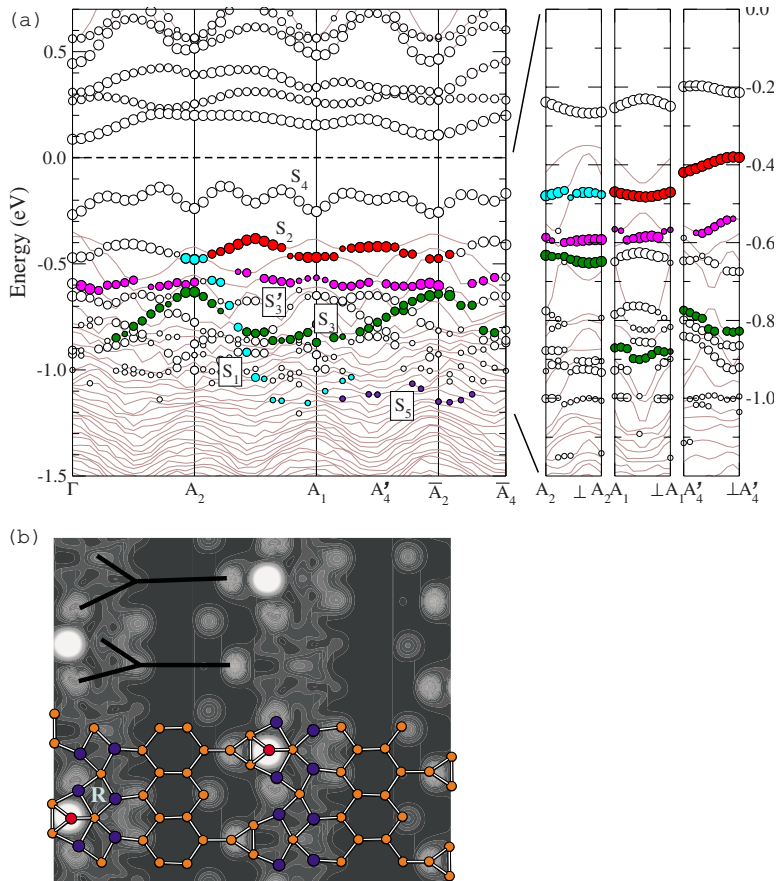 (a)
Energy (eV)
0.5
0.0
-0.5
-1.0
-1.5
S4
S2
S'3
S3
S1
S5
Γ
A2
A1
A'4
A̅2
A̅4
0.0
-0.2
-0.4
-0.6
-0.8
-1.0
A2 ⊥ A2
A1 ⊥ A1
A'4 ⊥ A'4
(b)
R